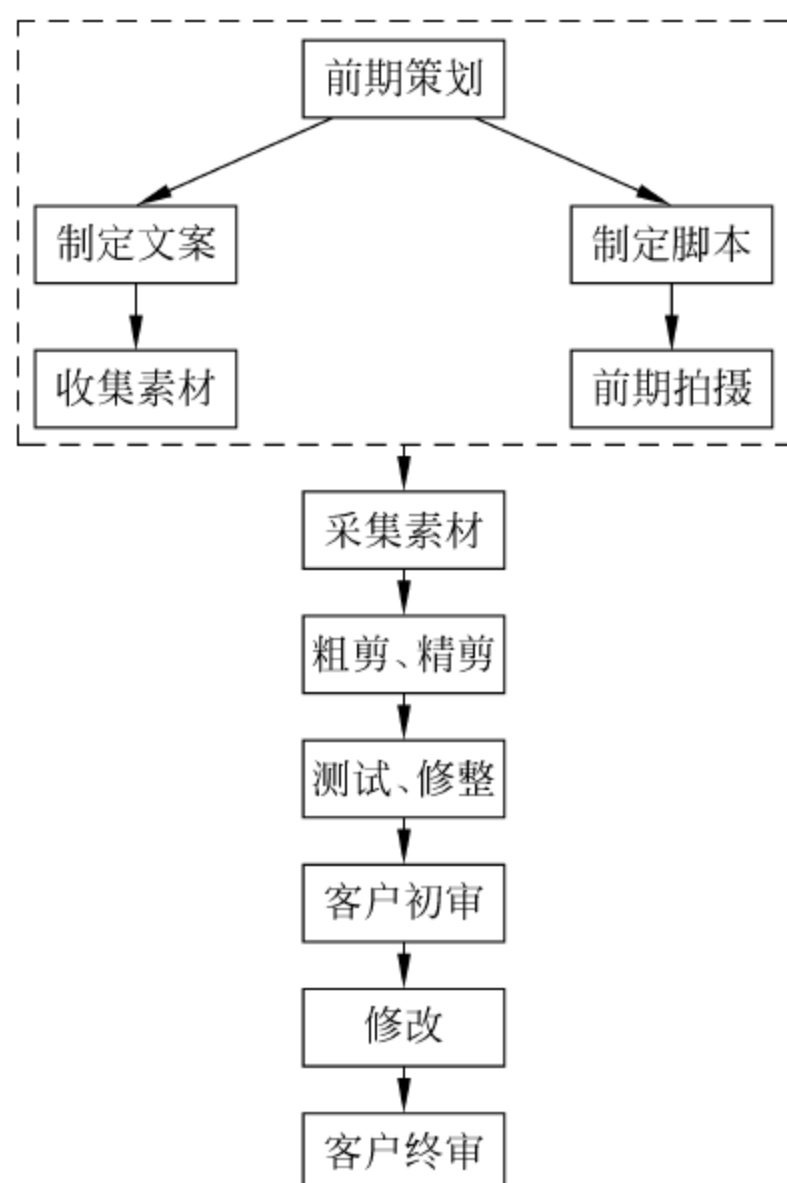 前期策划
制定文案
制定脚本
收集素材
前期拍摄
采集素材
粗剪、精剪
测试、修整
客户初审
修改
客户终审